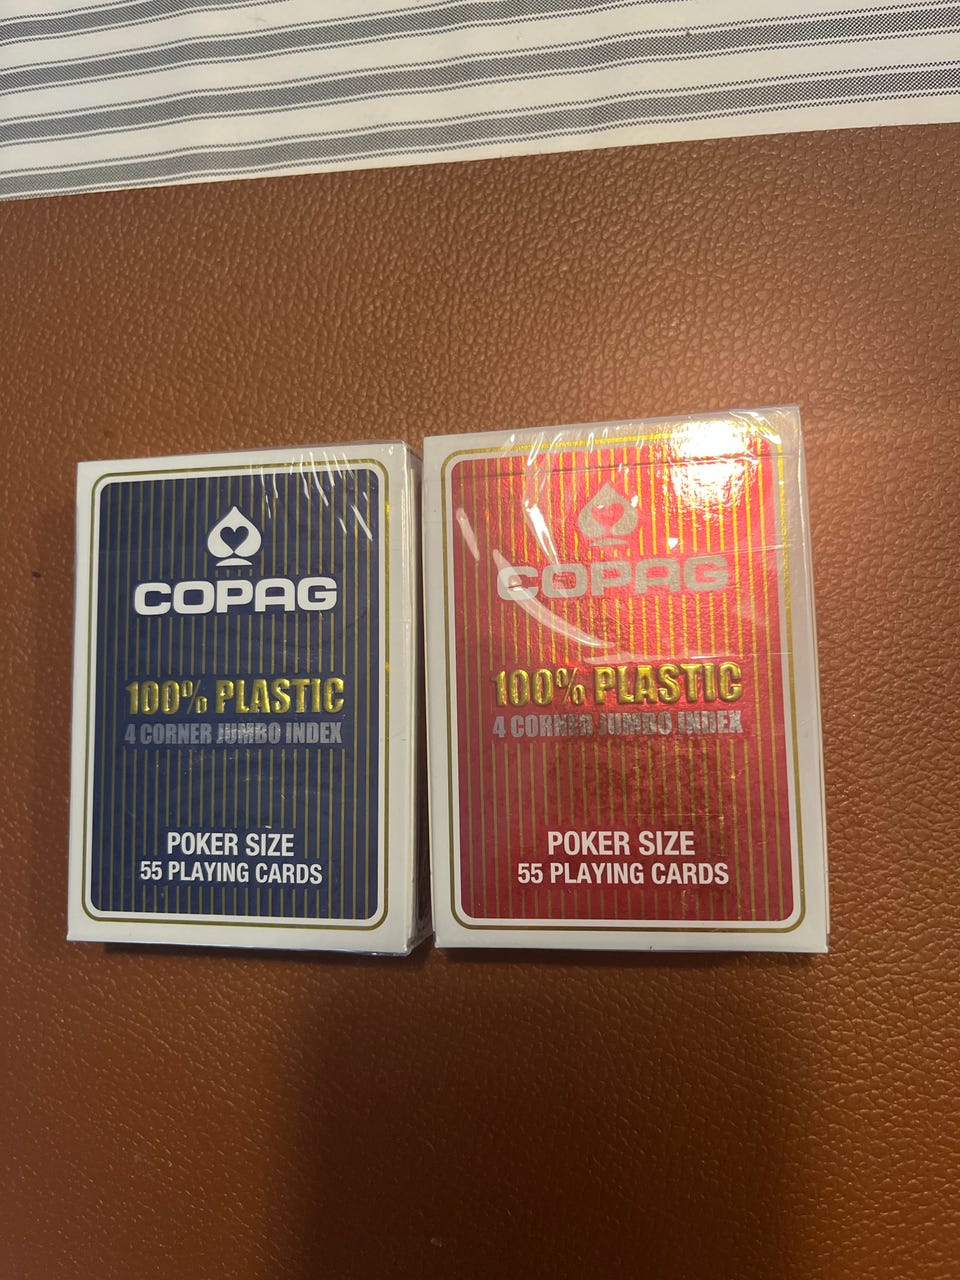 COPAG
100% PLASTIC
4 CORNER JUMBO INDEX
POKER SIZE
55 PLAYING CARDS
COPAG
100% PLASTIC
4 CORNER JUMBO INDEX
POKER SIZE
55 PLAYING CARDS